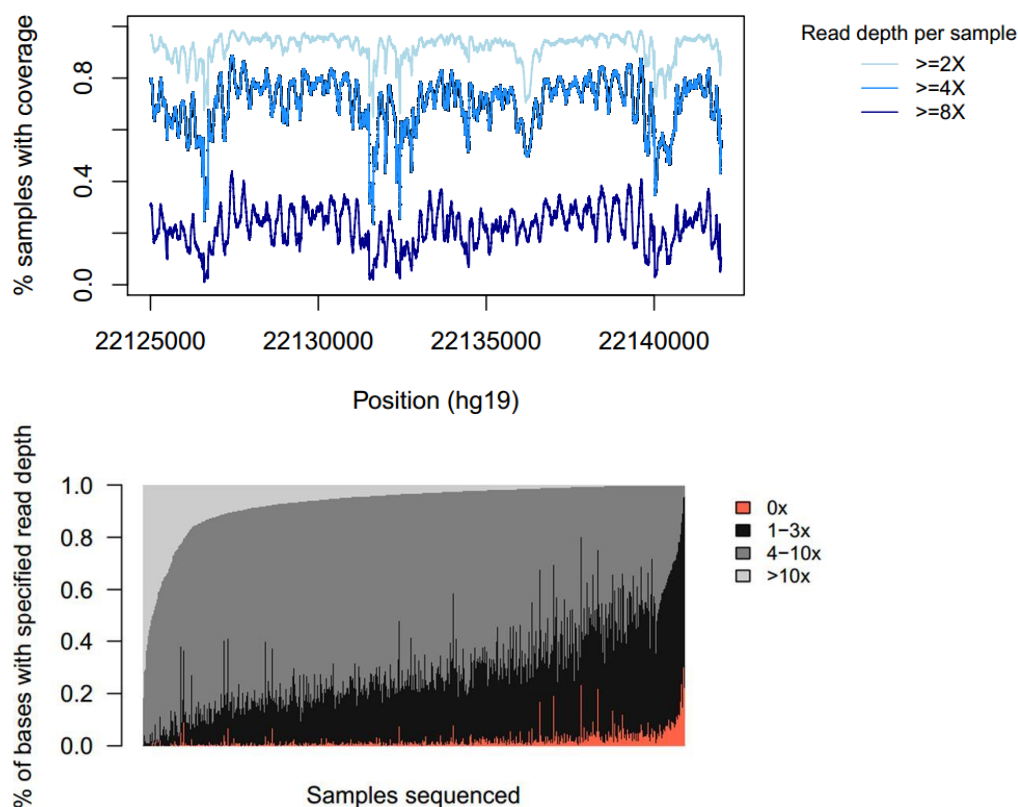 % samples with coverage
0.8
0.4
0.0
22125000 22130000 22135000 22140000
Position (hg19)
Read depth per sample
>=2X
>=4X
>=8X
% of bases with specified read depth
1.0
0.8
0.6
0.4
0.2
0.0
Samples sequenced
0x
1−3x
4−10x
>10x